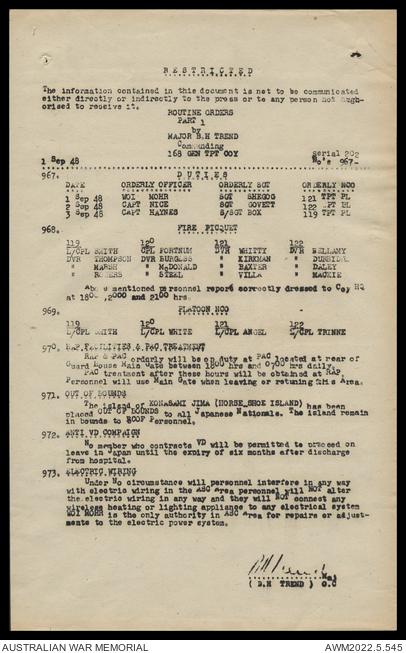 RESTRICTED
The information contained in this document is not to be communicated
either directly or indirectly to the press or to any person not auth-
orised to receive it.
ROUTINE ORDERS
PART 1
by
MAJOR B.H TREND
Commanding
168 GEN TPT COY
serial 202
1 Sep 48
No's 967-
967. DUTIES
DATE ORDERLY OFFICER ORDERLY SGT ORDERLY NCO
1 Sep 48 WOI MOHR SGT SHEGOG 121 TPT PL
2 Sep 48 CAPT NICE SGT GOVETT 122 PT PL
3 Sep 48 CAPT HAYNES S/SGT BOX 119 TPT PL
968. FIRE PICQUET
119 120 121 122
L/CPL SMITH CPL PORTNUM DVR WHITTY DVR BELLAMY
DVR THOMPSON DVR BURGESS " KIRKMAN "
" MARSH " McDONALD " BAXTER " DALEY
" ROGERS " STEEL " VILLA " MACKIE
Above mentioned personnel report correctly dressed to Coy HQ
at 1800, 2000 and 2100 hrs.
969. PLATOON NCO
119 120 121 122
L/CPL SMITH L/CPL WHITE L/CPL ANGEL L/CPL TRINNE
970. RAP FACILITIES & PAC TREATMENT
RAP & PAC orderly will be on duty at PAC located at rear of
Guard House Main Gate between 1800 hrs and 0700 hrs daily.
PAC treatment after these hours will be obtained at RAP
Personnel will use Main Gate when leaving or returning this Area.
971. OUT OF BOUNDS
The island of KONASAMI JIMA (HORSE SHOE ISLAND) has been
placed OUT OF BOUNDS to all Japanese Nationals. The island remain
in bounds to BCOF Personnel.
972. ANTI VD COMPAIGN
No member who contracts VD will be permitted to proceed on
leave in Japan until the expiry of six months after discharge
from hospital.
973. ELECTRIC WIRING
Under No circumstance will personnel interfere in any way
with electric wiring in the ASC area personnel will NOT alter
the electric wiring in any way and they will NOT connect any
wireless heating or lighting appliance to any electrical system
WOI MOHR is the only authority in ASC Area for repairs or adjust-
ments to the electric power system.
Maj
( B.H TREND ) O.C
AUSTRALIAN WAR MEMORIAL
AWM2022.5.545